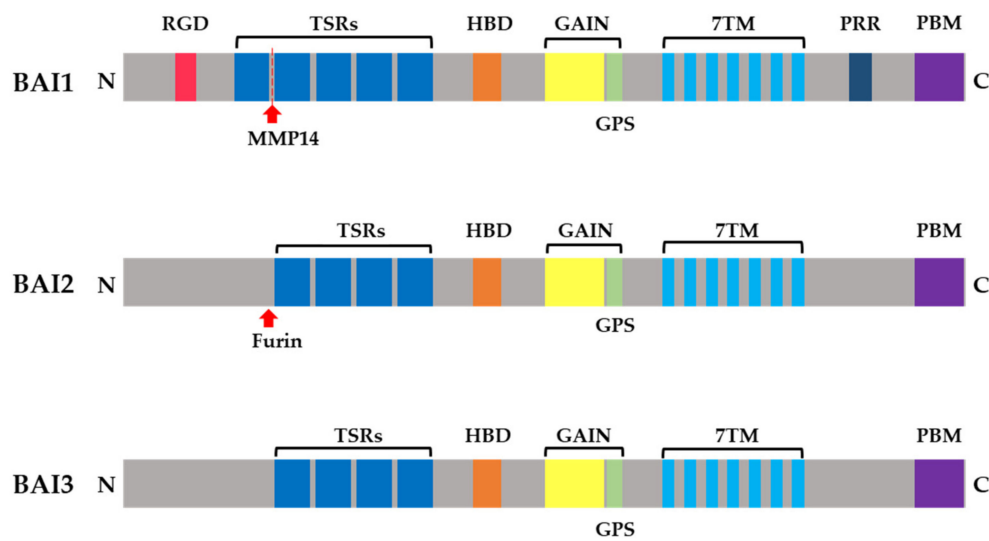 RGD TSRs HBD GAIN 7TM PRR PBM
BAI1 N C
GPS
MMP14
TSRs HBD GAIN 7TM PBM
BAI2 N C
GPS
Furin
TSRs HBD GAIN 7TM PBM
BAI3 N C
GPS